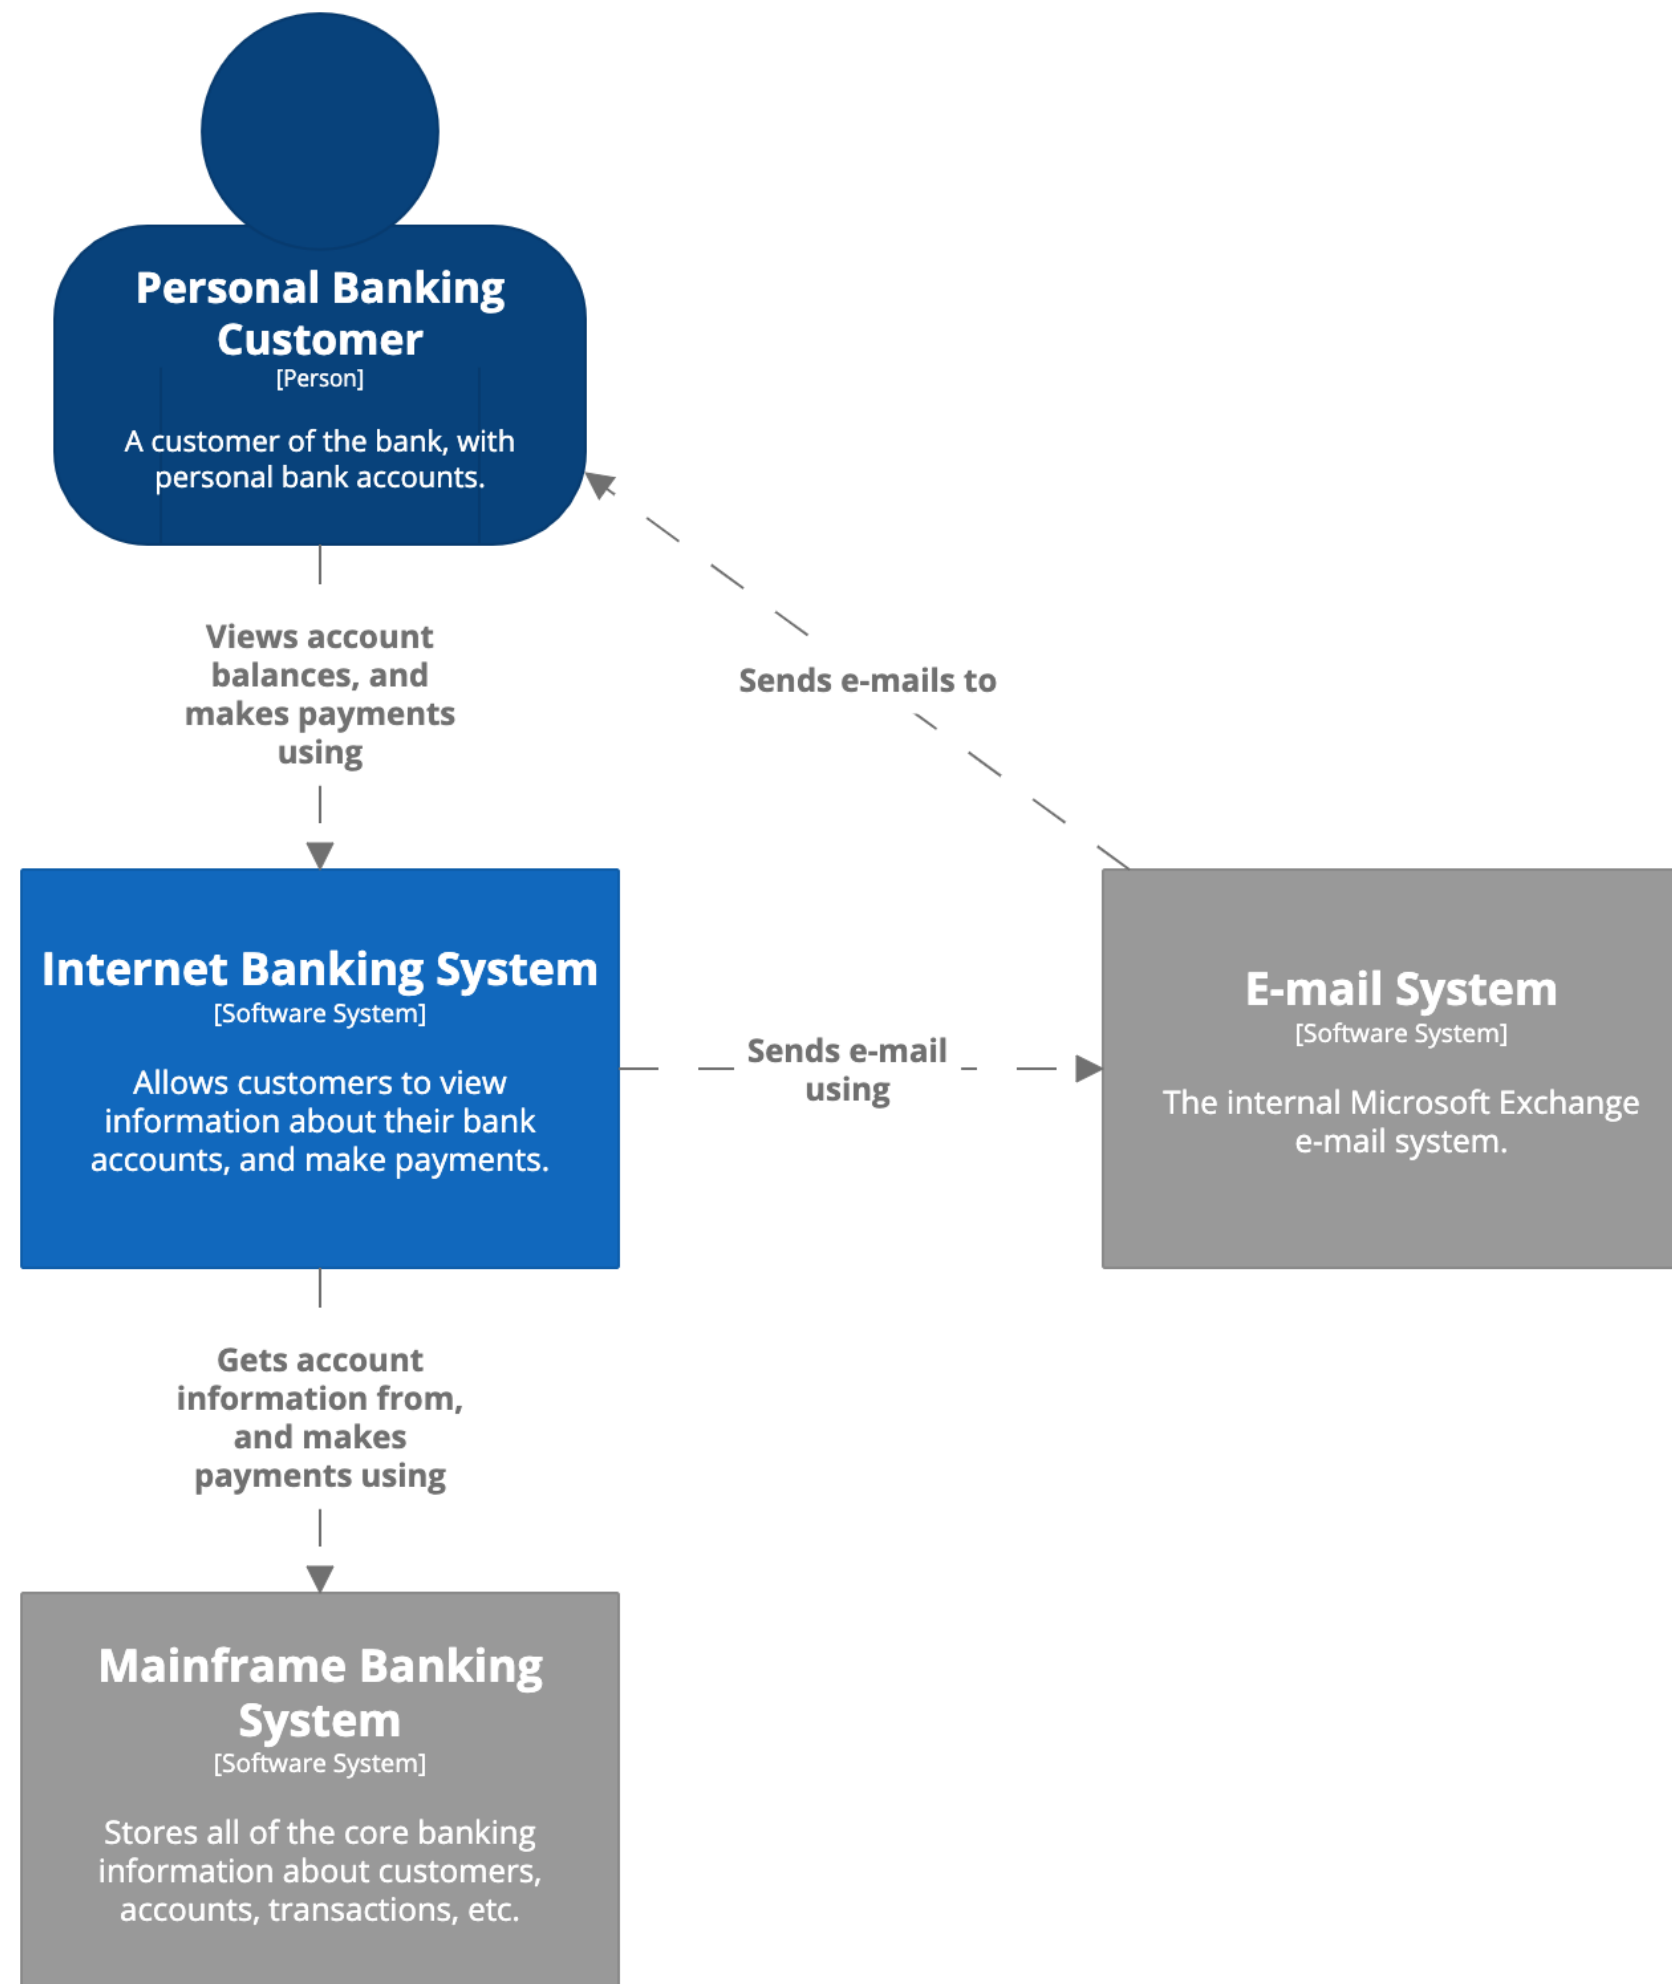 Personal Banking
Customer
[Person]
A customer of the bank, with
personal bank accounts.
Views account
balances, and
makes payments
using
Sends e-mails to
Internet Banking System
[Software System]
Allows customers to view
information about their bank
accounts, and make payments.
Sends e-mail
using
E-mail System
[Software System]
The internal Microsoft Exchange
e-mail system.
Gets account
information from,
and makes
payments using
Mainframe Banking
System
[Software System]
Stores all of the core banking
information about customers,
accounts, transactions, etc.